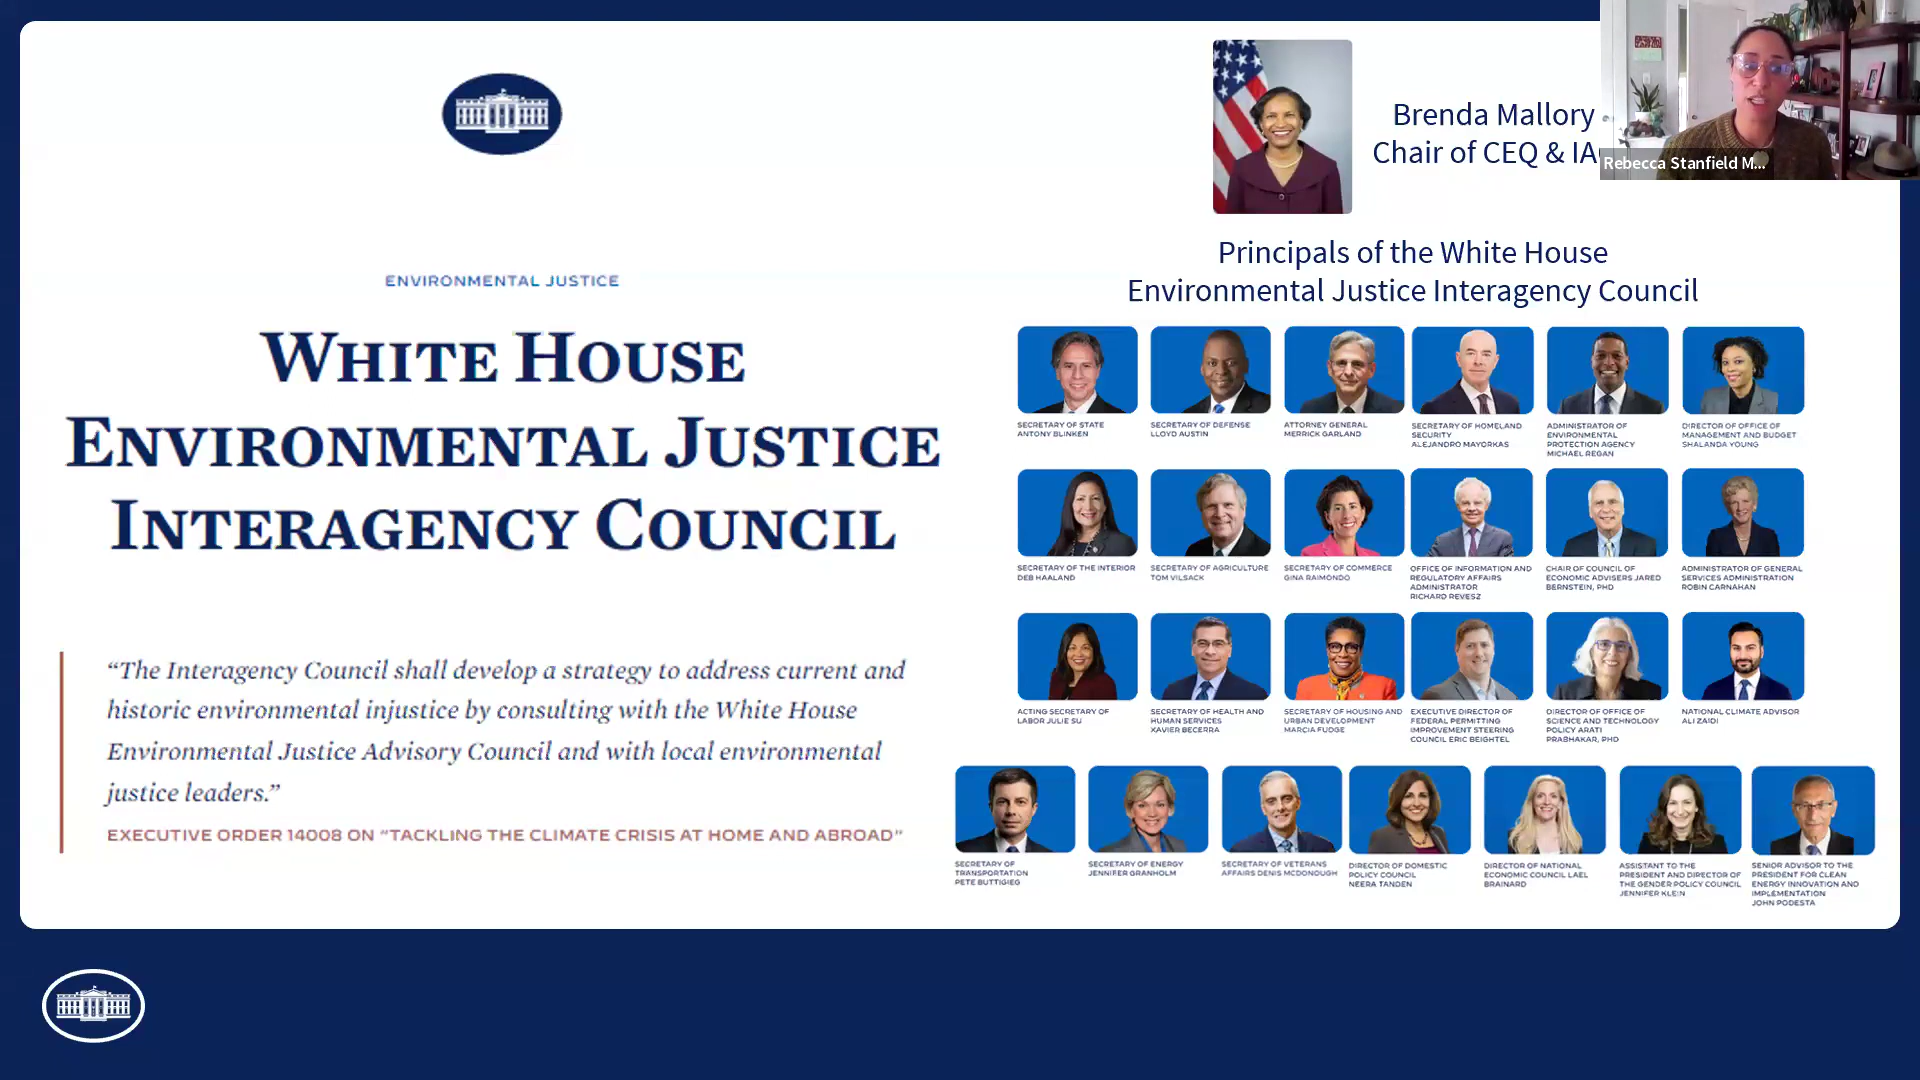 ENVIRONMENTAL JUSTICE
WHITE HOUSE
ENVIRONMENTAL JUSTICE
INTERAGENCY COUNCIL
“The Interagency Council shall develop a strategy to address current and
historic environmental injustice by consulting with the White House
Environmental Justice Advisory Council and with local environmental
justice leaders.”
EXECUTIVE ORDER 14008 ON “TACKLING THE CLIMATE CRISIS AT HOME AND ABROAD”
Brenda Mallory
Chair of CEQ & IA
Rebecca Stanfield M...
Principals of the White House
Environmental Justice Interagency Council
SECRETARY OF STATE
ANTONY BLINKEN
SECRETARY OF DEFENSE
LLOYD AUSTIN
ATTORNEY GENERAL
MERRICK GARLAND
SECRETARY OF HOMELAND
SECURITY
ALEJANDRO MAYORKAS
ADMINISTRATOR OF
ENVIRONMENTAL
PROTECTION AGENCY
MICHAEL REGAN
DIRECTOR OF OFFICE OF
MANAGEMENT AND BUDGET
SHALANDA YOUNG
SECRETARY OF THE INTERIOR
DEB HAALAND
SECRETARY OF AGRICULTURE
TOM VILSACK
SECRETARY OF COMMERCE
GINA RAIMONDO
OFFICE OF INFORMATION AND
REGULATORY AFFAIRS
ADMINISTRATOR
RICHARD REVESZ
CHAIR OF COUNCIL OF
ECONOMIC ADVISERS JARED
BERNSTEIN, PHD
ADMINISTRATOR OF GENERAL
SERVICES ADMINISTRATION
ROBIN CARNAHAN
ACTING SECRETARY OF
LABOR JULIE SU
SECRETARY OF HEALTH AND
HUMAN SERVICES
XAVIER BECERRA
SECRETARY OF HOUSING AND
URBAN DEVELOPMENT
MARCIA FUDGE
EXECUTIVE DIRECTOR OF
FEDERAL PERMITTING
IMPROVEMENT STEERING
COUNCIL ERIC BEIGHTEL
DIRECTOR OF OFFICE OF
SCIENCE AND TECHNOLOGY
POLICY ARATI
PRABHAKAR, PHD
NATIONAL CLIMATE ADVISOR
ALI ZAIDI
SECRETARY OF
TRANSPORTATION
PETE BUTTIGIEG
SECRETARY OF ENERGY
JENNIFER GRANHOLM
SECRETARY OF VETERANS
AFFAIRS DENIS MCDONOUGH
DIRECTOR OF DOMESTIC
POLICY COUNCIL
NEERA TANDEN
DIRECTOR OF NATIONAL
ECONOMIC COUNCIL LAEL
BRAINARD
ASSISTANT TO THE
PRESIDENT AND DIRECTOR OF
THE GENDER POLICY COUNCIL
JENNIFER KLEIN
SENIOR ADVISOR TO THE
PRESIDENT FOR CLEAN
ENERGY INNOVATION AND
IMPLEMENTATION
JOHN PODESTA